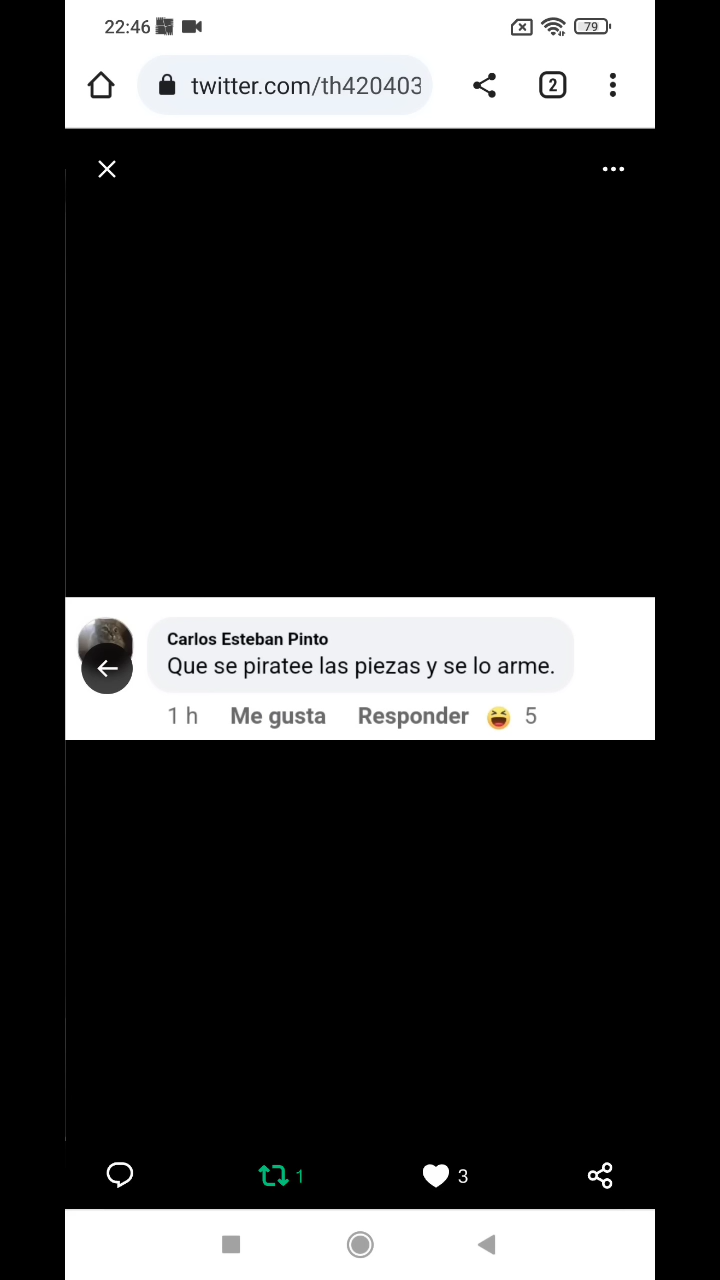 22:46
79
twitter.com/th420403
2
Carlos Esteban Pinto
Que se piratee las piezas y se lo arme.
1 h Me gusta Responder 5
1 3